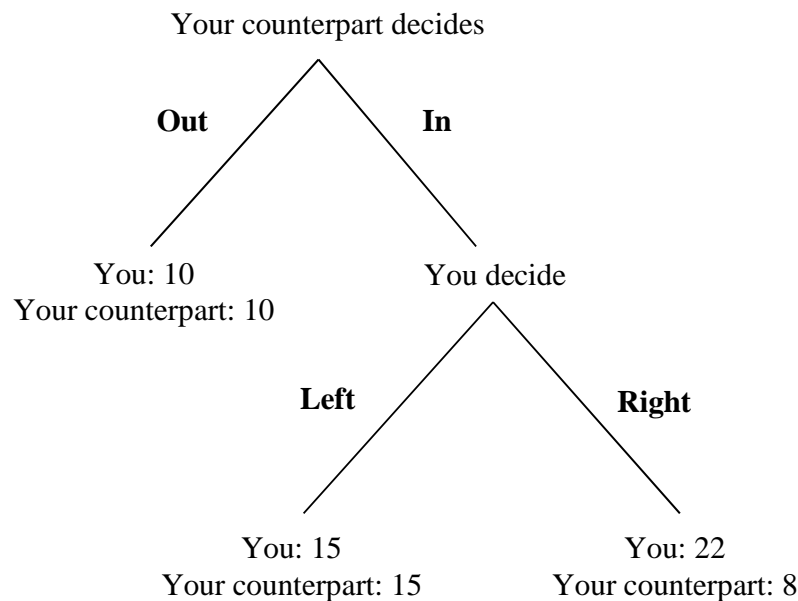 Your counterpart decides
Out
In
You: 10
Your counterpart: 10
You decide
Left
Right
You: 15
Your counterpart: 15
You: 22
Your counterpart: 8